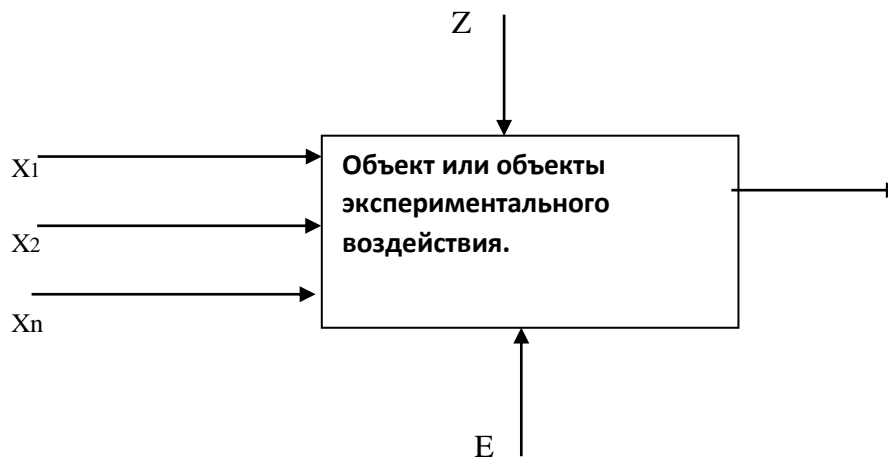 Z
X1
X2
Xn
Объект или объекты
экспериментального
воздействия.
E